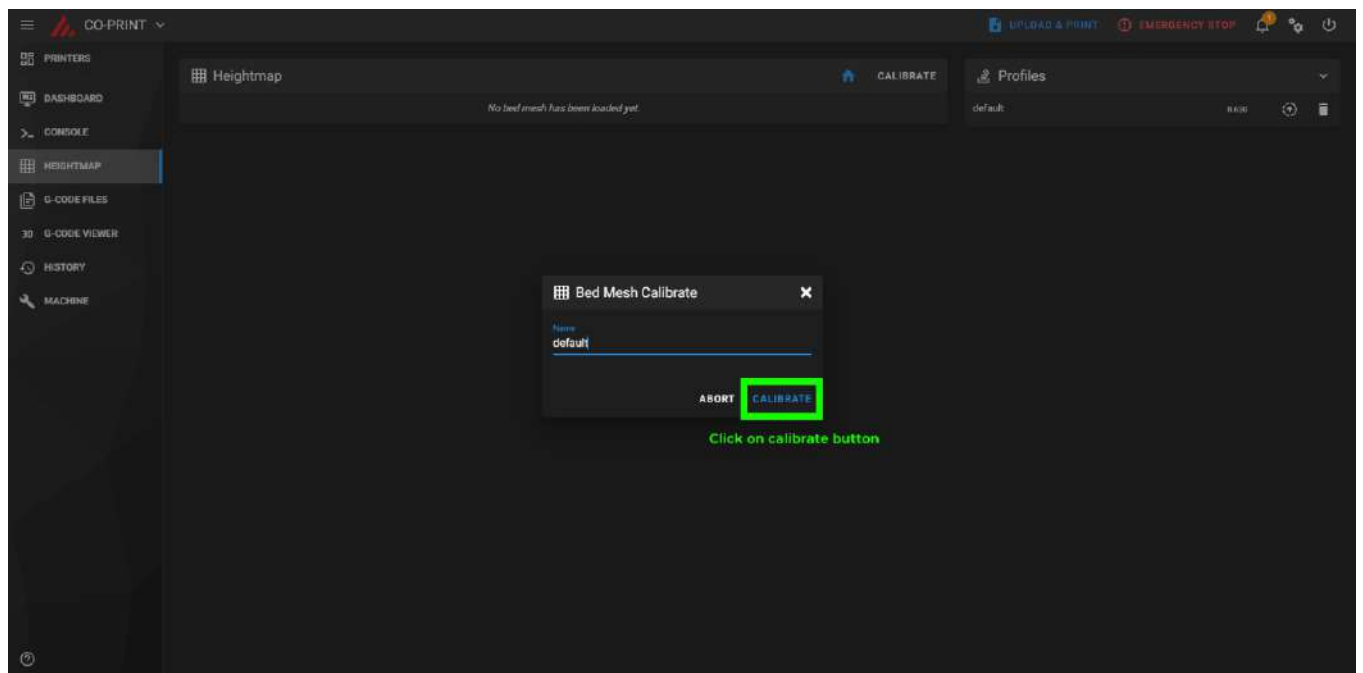 CO-PRINT
UPLOAD & PRINT
EMERGENCY STOP
PRINTERS
DASHBOARD
CONSOLE
HEIGHTMAP
G-CODE FILES
3D G-CODE VIEWER
HISTORY
MACHINE
Heightmap
CALIBRATE
No bed mesh has been loaded yet.
Profiles
default
Bed Mesh Calibrate
Name
default
ABORT
CALIBRATE
Click on calibrate button